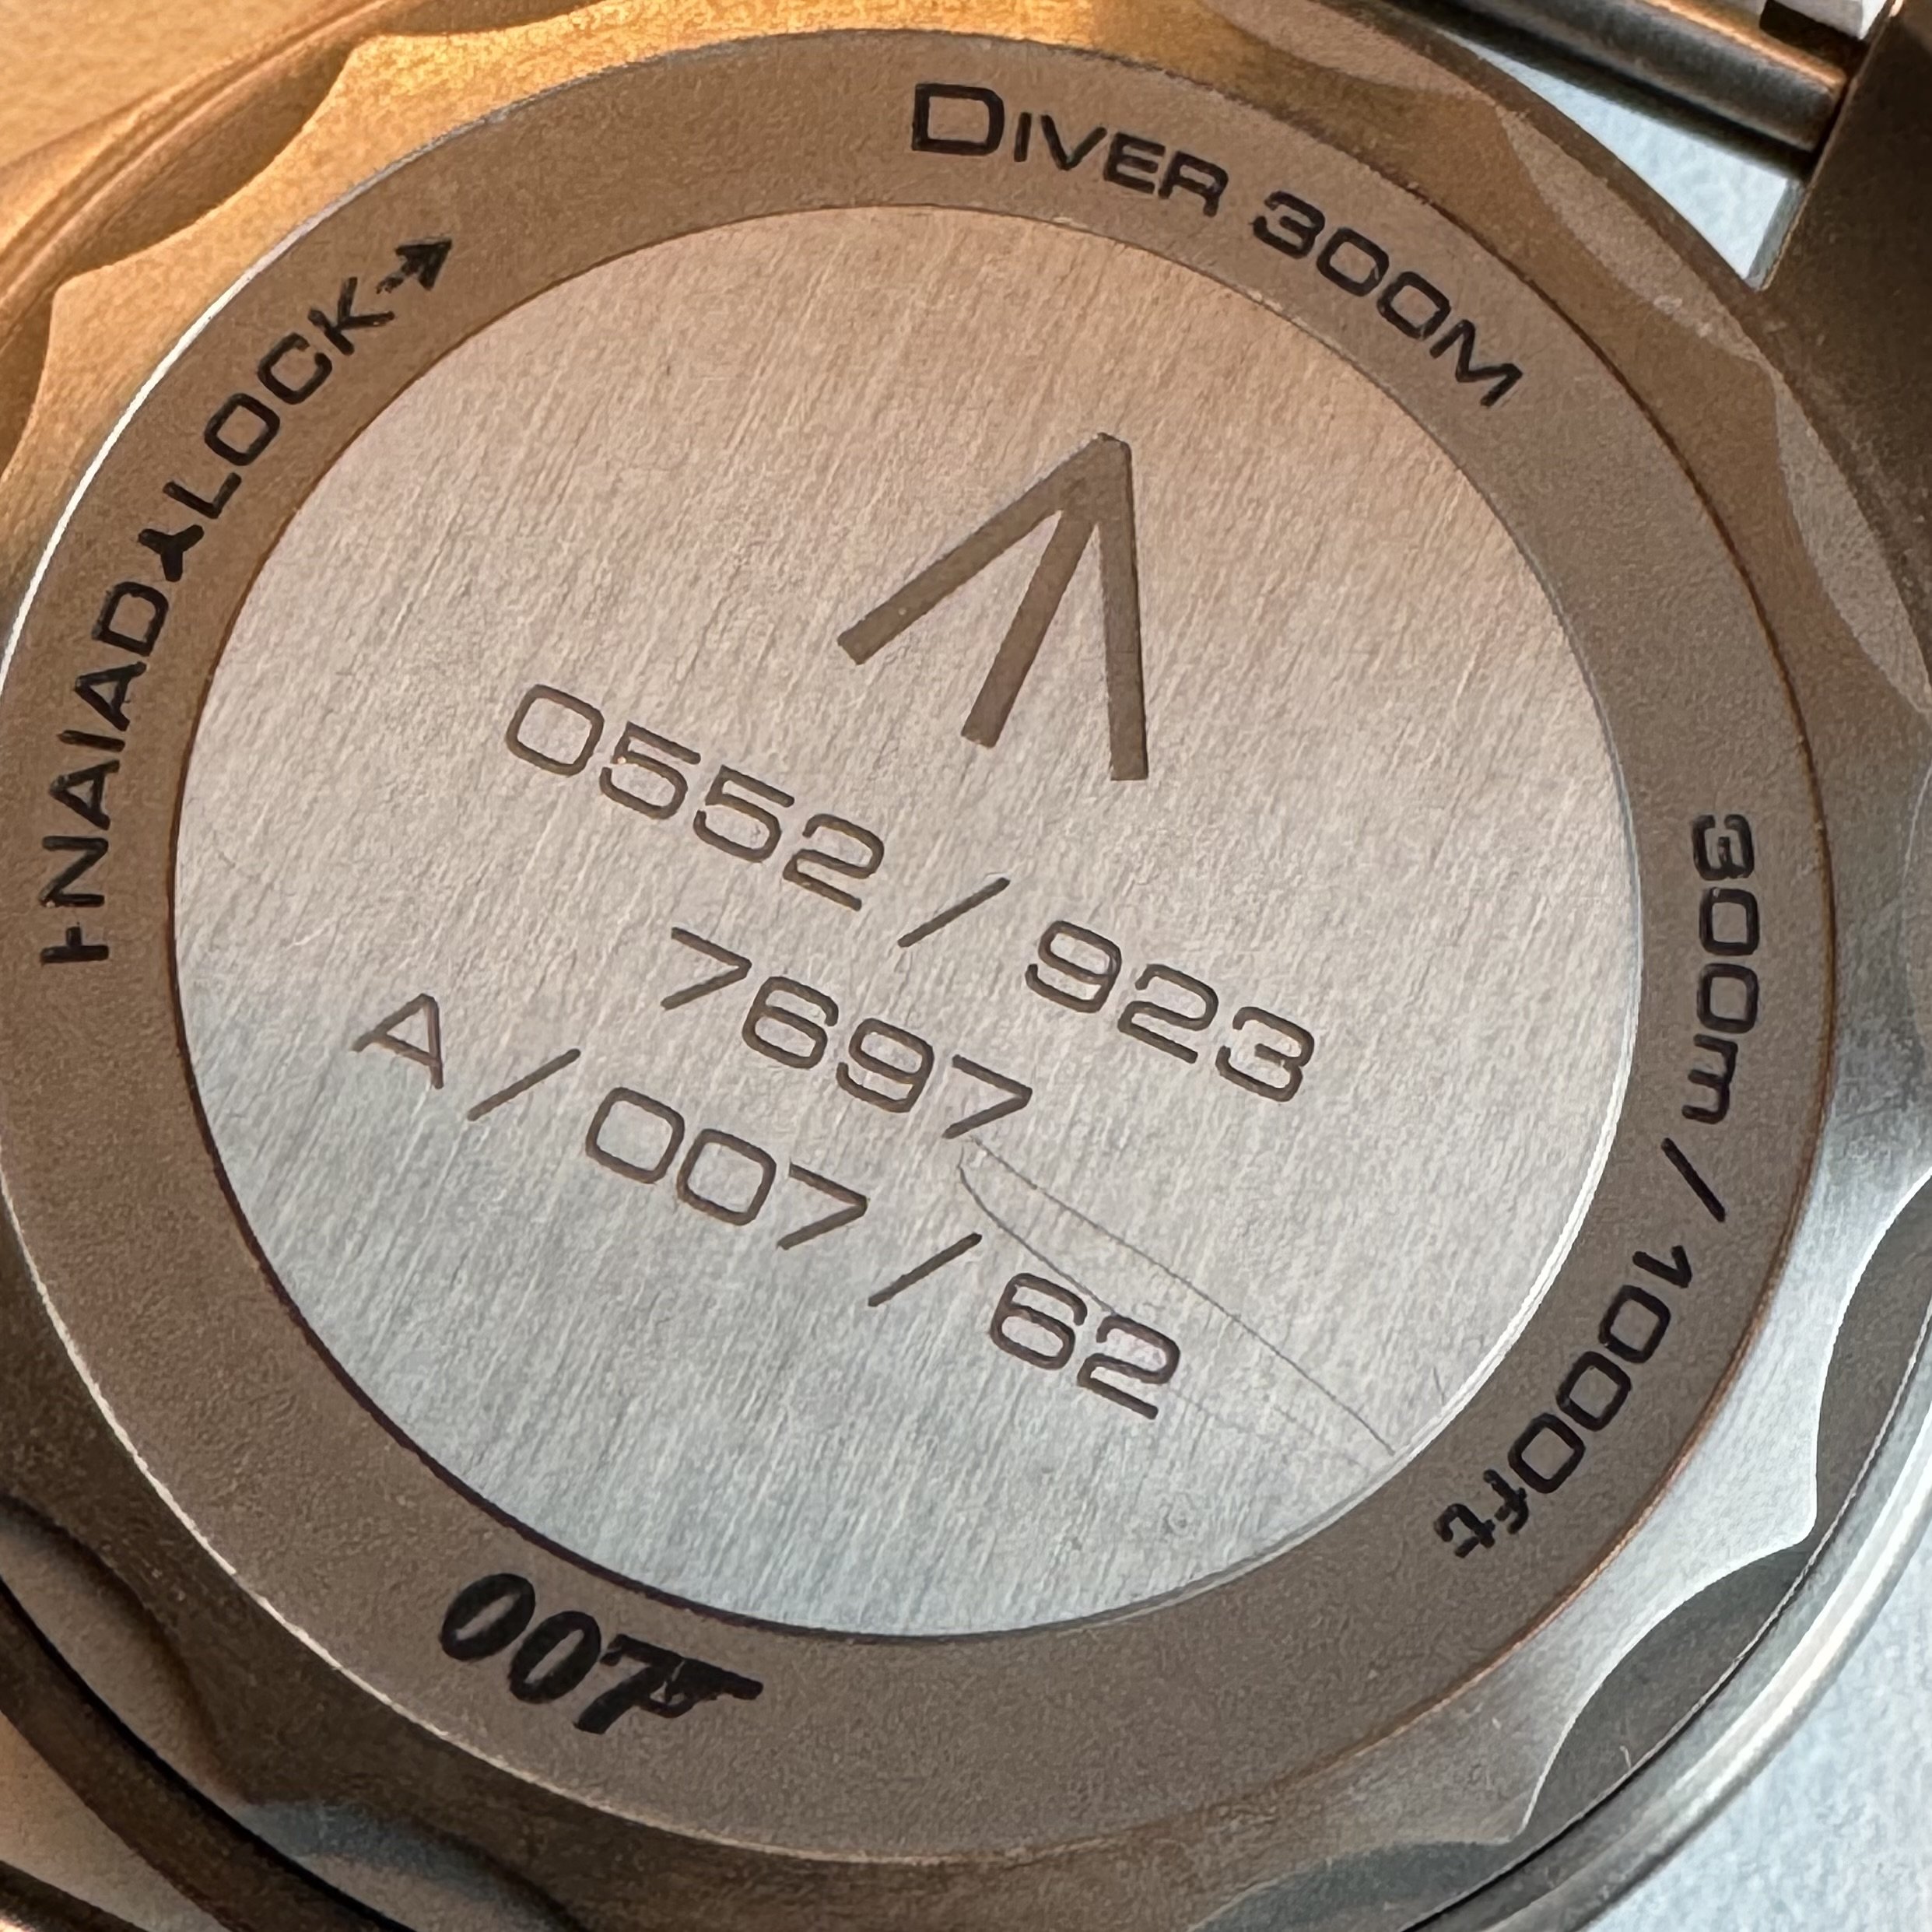 DIVER 300M
300m / 1000ft
007
NAIAD LOCK
0552 / 923
7697
A / 007 / 62